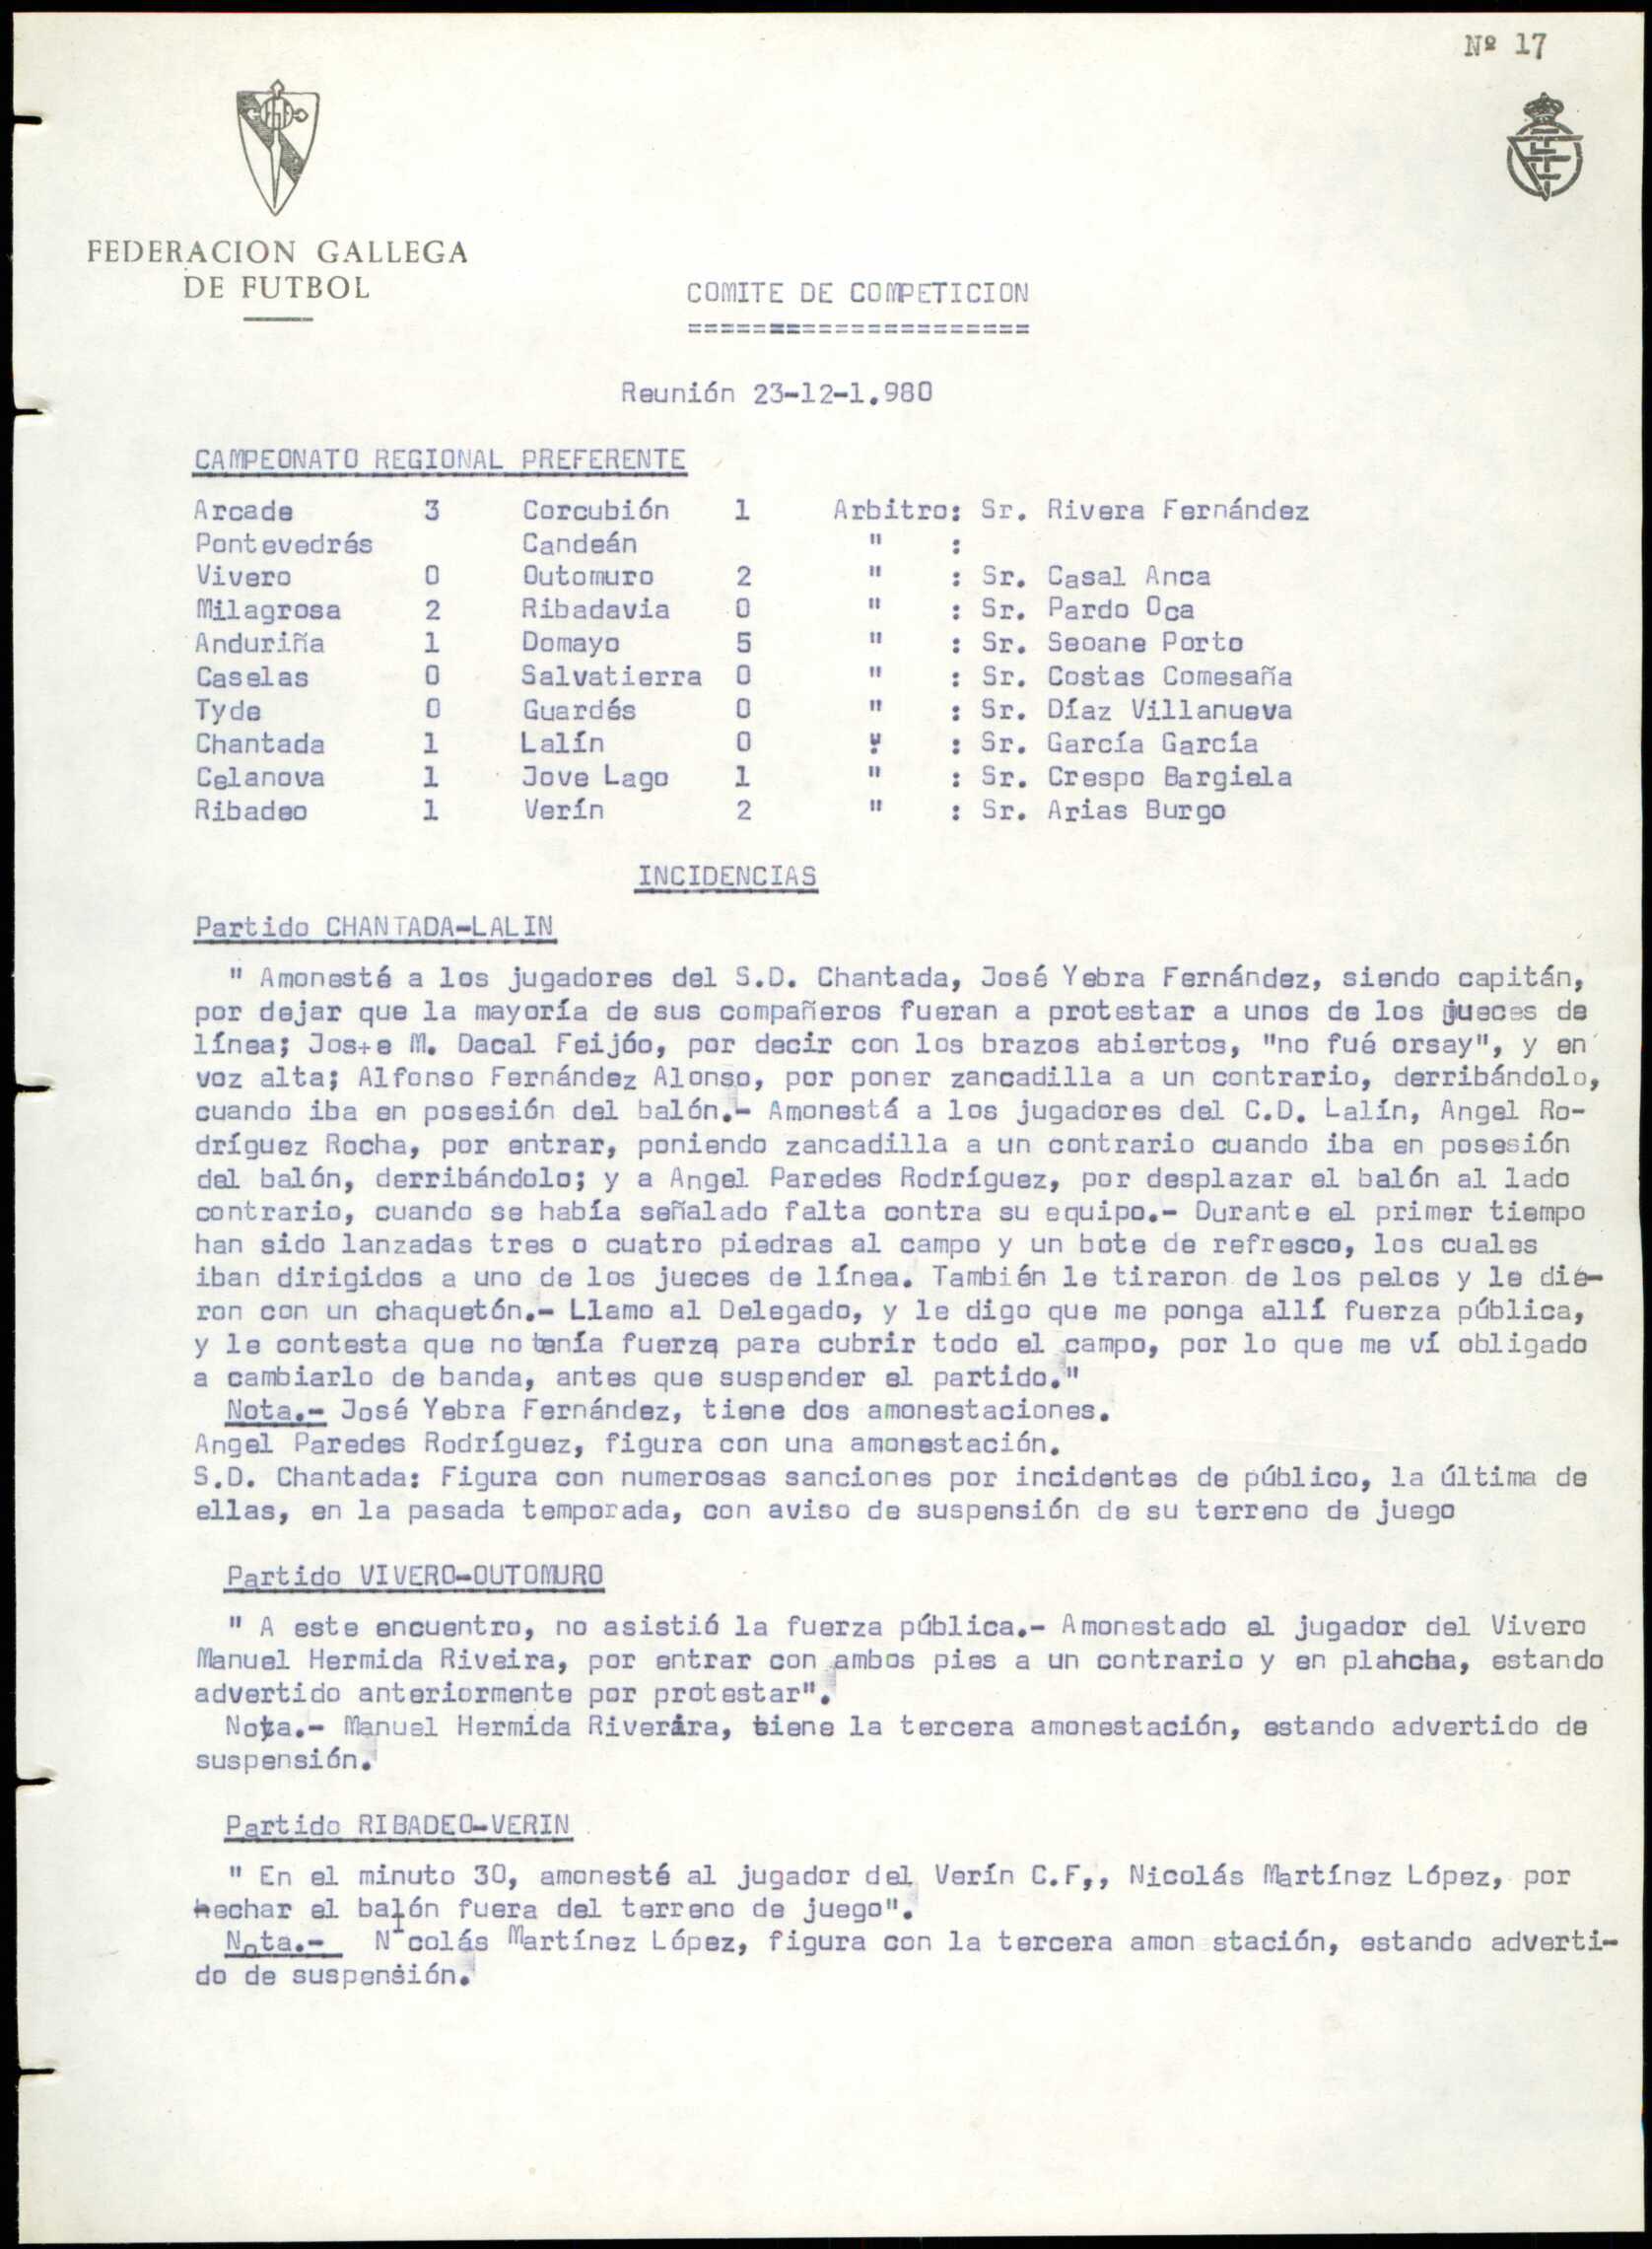 Nº 17
FEDERACION GALLEGA
DE FUTBOL
COMITE DE COMPETICION
=====================
Reunión 23-12-1.980
CAMPEONATO REGIONAL PREFERENTE
Arcade 3 Corcubión 1 Arbitro: Sr. Rivera Fernández
Pontevedrés Candeán " :
Vivero 0 Outomuro 2 " : Sr. Casal Anca
Milagrosa 2 Ribadavia 0 " : Sr. Pardo Oca
Anduriña 1 Domayo 5 " : Sr. Seoane Porto
Caselas 0 Salvatierra 0 " : Sr. Costas Comesaña
Tyde 0 Guardés 0 " : Sr. Díaz Villanueva
Chantada 1 Lalín 0 " : Sr. García García
Celanova 1 Jove Lago 1 " : Sr. Crespo Bargiela
Ribadeo 1 Verín 2 " : Sr. Arias Burgo
INCIDENCIAS
Partido CHANTADA-LALIN
" Amonesté a los jugadores del S.D. Chantada, José Yebra Fernández, siendo capitán,
por dejar que la mayoría de sus compañeros fueran a protestar a unos de los jueces de
línea; Jos+e M. Dacal Feijóo, por decir con los brazos abiertos, "no fué orsay", y en
voz alta; Alfonso Fernández Alonso, por poner zancadilla a un contrario, derribándolo,
cuando iba en posesión del balón.- Amonestá a los jugadores del C.D. Lalín, Angel Ro-
dríguez Rocha, por entrar, poniendo zancadilla a un contrario cuando iba en posesión
del balón, derribándolo; y a Angel Paredes Rodríguez, por desplazar el balón al lado
contrario, cuando se había señalado falta contra su equipo.- Durante el primer tiempo
han sido lanzadas tres o cuatro piedras al campo y un bote de refresco, los cuales
iban dirigidos a uno de los jueces de línea. También le tiraron de los pelos y le die-
ron con un chaquetón.- Llamo al Delegado, y le digo que me ponga allí fuerza pública,
y le contesta que no tenía fuerza para cubrir todo el campo, por lo que me ví obligado
a cambiarlo de banda, antes que suspender el partido."
Nota.- José Yebra Fernández, tiene dos amonestaciones.
Angel Paredes Rodríguez, figura con una amonestación.
S.D. Chantada: Figura con numerosas sanciones por incidentes de público, la última de
ellas, en la pasada temporada, con aviso de suspensión de su terreno de juego
Partido VIVERO-OUTOMURO
" A este encuentro, no asistió la fuerza pública.- Amonestado el jugador del Vivero
Manuel Hermida Riveira, por entrar con ambos pies a un contrario y en plahcha, estando
advertido anteriormente por protestar".
Nota.- Manuel Hermida Riverira, tiene la tercera amonestación, estando advertido de
suspensión.
Partido RIBADEO-VERIN
" En el minuto 30, amonesté al jugador del Verín C.F,, Nicolás Martínez López, por
hechar el balón fuera del terreno de juego".
Nota.- Nicolás Martínez López, figura con la tercera amon stación, estando adverti-
do de suspensión.